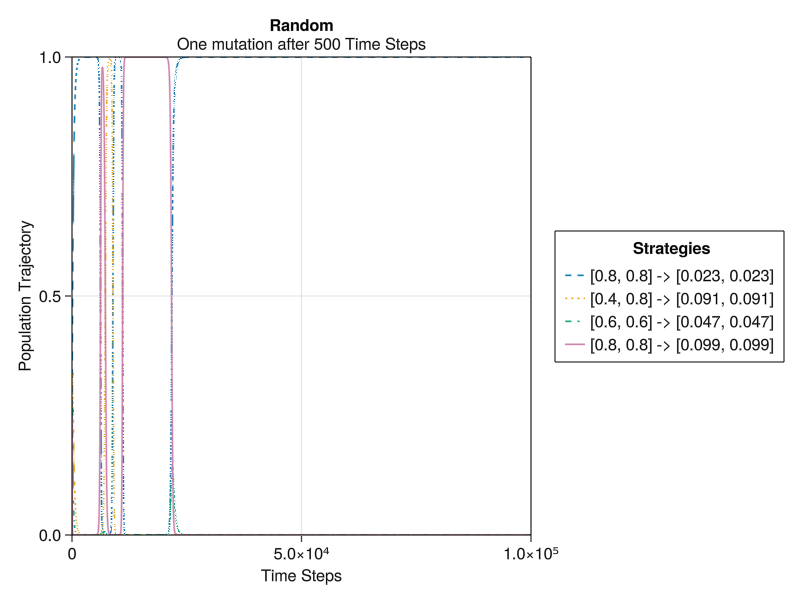 Random
One mutation after 500 Time Steps
1.0
0.5
0.0
Population Trajectory
0
5.0×10⁴
1.0×10⁵
Time Steps
Strategies
[0.8, 0.8] -> [0.023, 0.023]
[0.4, 0.8] -> [0.091, 0.091]
[0.6, 0.6] -> [0.047, 0.047]
[0.8, 0.8] -> [0.099, 0.099]